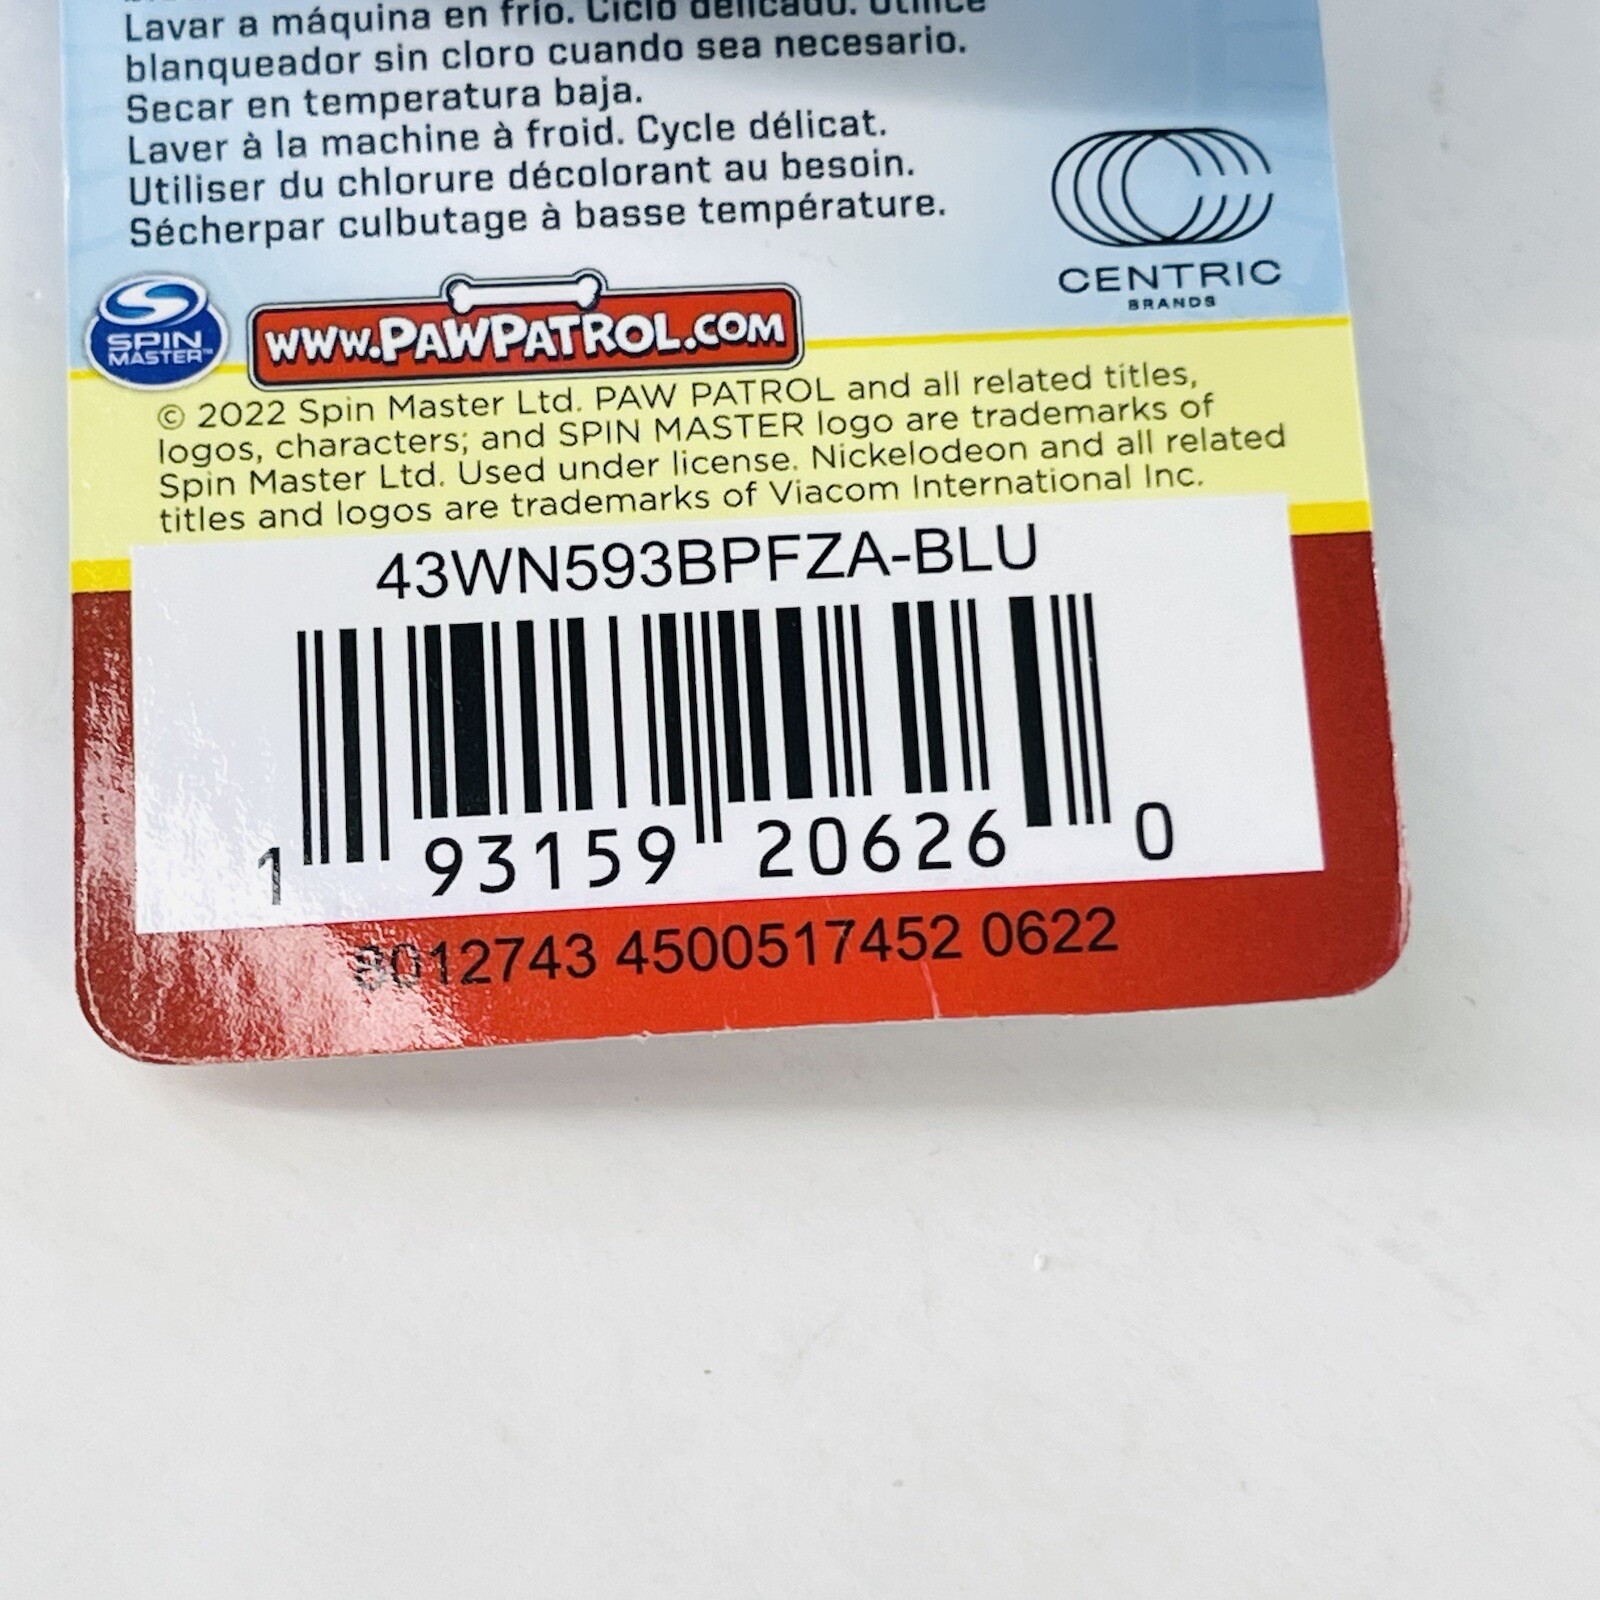 Lavar a máquina en frío. Ciclo delicado. Utilice
blanqueador sin cloro cuando sea necesario.
Secar en temperatura baja.
Laver à la machine à froid. Cycle délicat.
Utiliser du chlorure décolorant au besoin.
Sécherpar culbutage à basse température.
CENTRIC
BRANDS
SPIN
MASTER™
www.PAWPATROL.COM
© 2022 Spin Master Ltd. PAW PATROL and all related titles,
logos, characters; and SPIN MASTER logo are trademarks of
Spin Master Ltd. Used under license. Nickelodeon and all related
titles and logos are trademarks of Viacom International Inc.
43WN593BPFZA-BLU
1 93159 20626 0
8012743 4500517452 0622